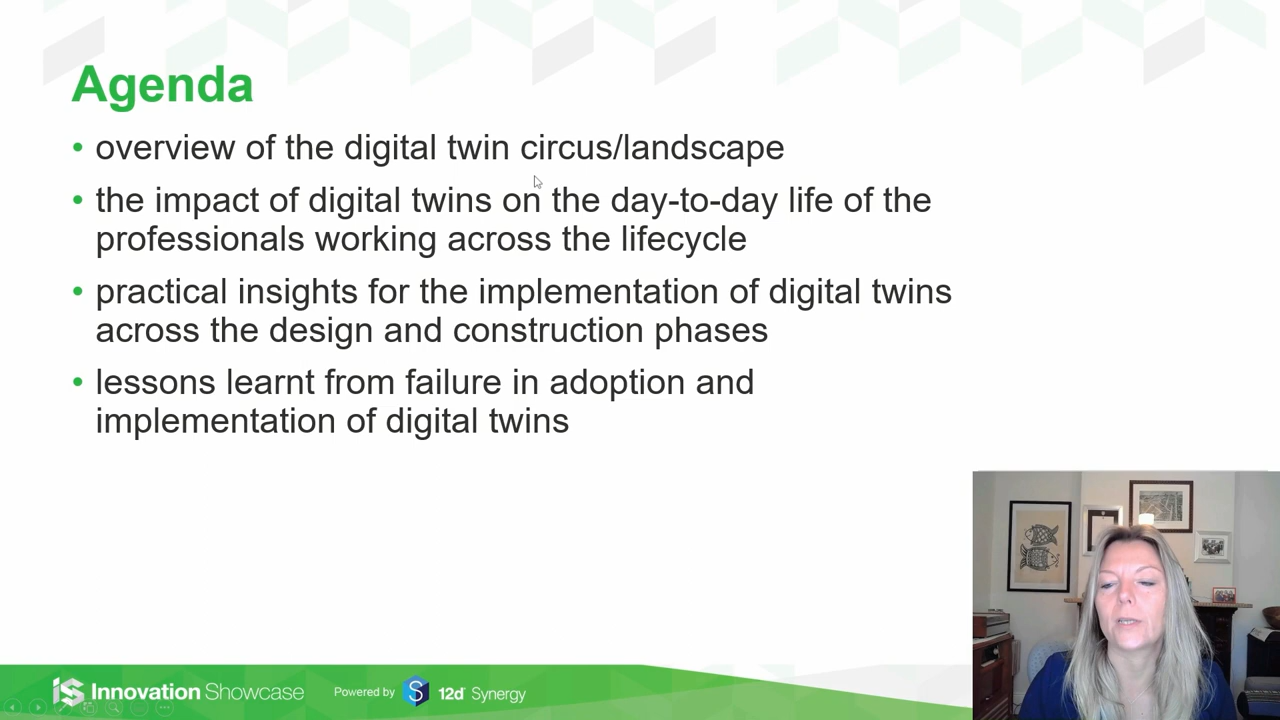 Agenda
• overview of the digital twin circus/landscape
• the impact of digital twins on the day-to-day life of the
professionals working across the lifecycle
• practical insights for the implementation of digital twins
across the design and construction phases
• lessons learnt from failure in adoption and
implementation of digital twins
iS Innovation Showcase Powered by S 12d Synergy